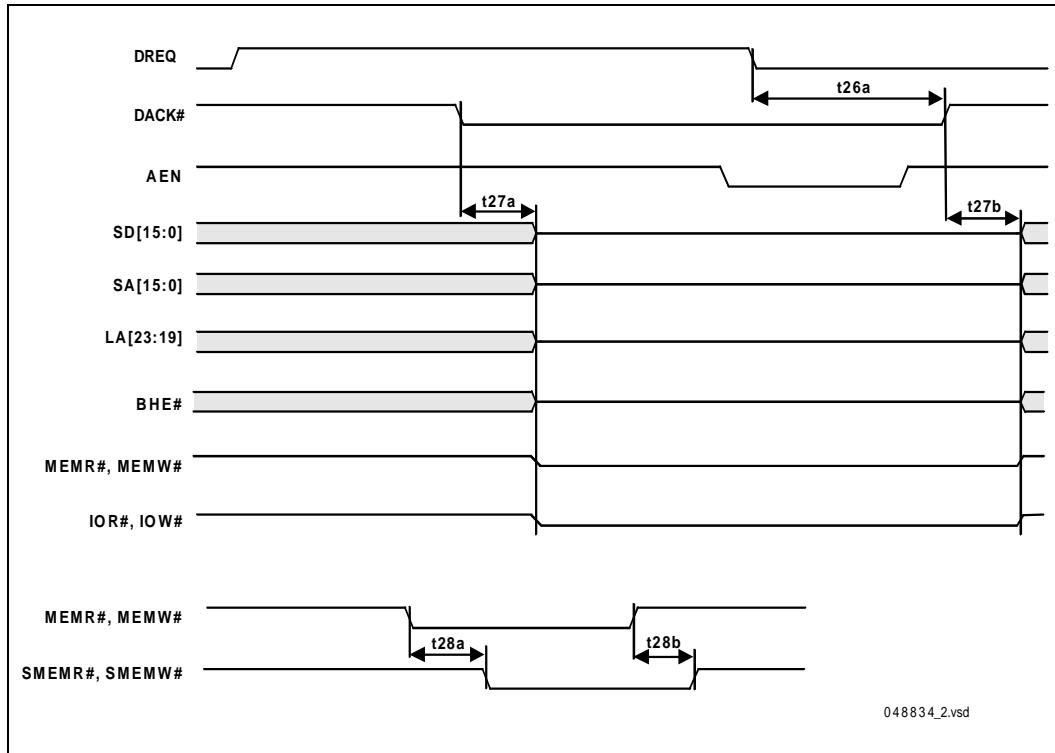 DREQ
t26a
DACK#
AEN
t27a
t27b
SD[15:0]
SA[15:0]
LA[23:19]
BHE#
MEMR#, MEMW#
IOR#, IOW#
MEMR#, MEMW#
t28a
t28b
SMEMR#, SMEMW#
048834_2.vsd